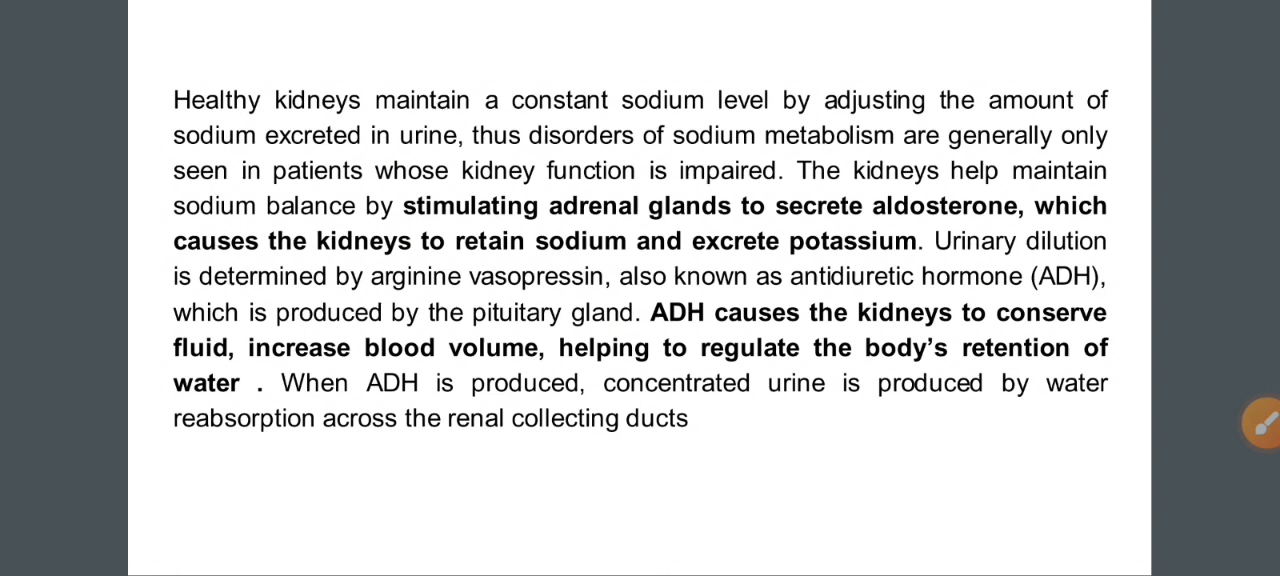 Healthy kidneys maintain a constant sodium level by adjusting the amount of
sodium excreted in urine, thus disorders of sodium metabolism are generally only
seen in patients whose kidney function is impaired. The kidneys help maintain
sodium balance by stimulating adrenal glands to secrete aldosterone, which
causes the kidneys to retain sodium and excrete potassium. Urinary dilution
is determined by arginine vasopressin, also known as antidiuretic hormone (ADH),
which is produced by the pituitary gland. ADH causes the kidneys to conserve
fluid, increase blood volume, helping to regulate the body’s retention of
water . When ADH is produced, concentrated urine is produced by water
reabsorption across the renal collecting ducts